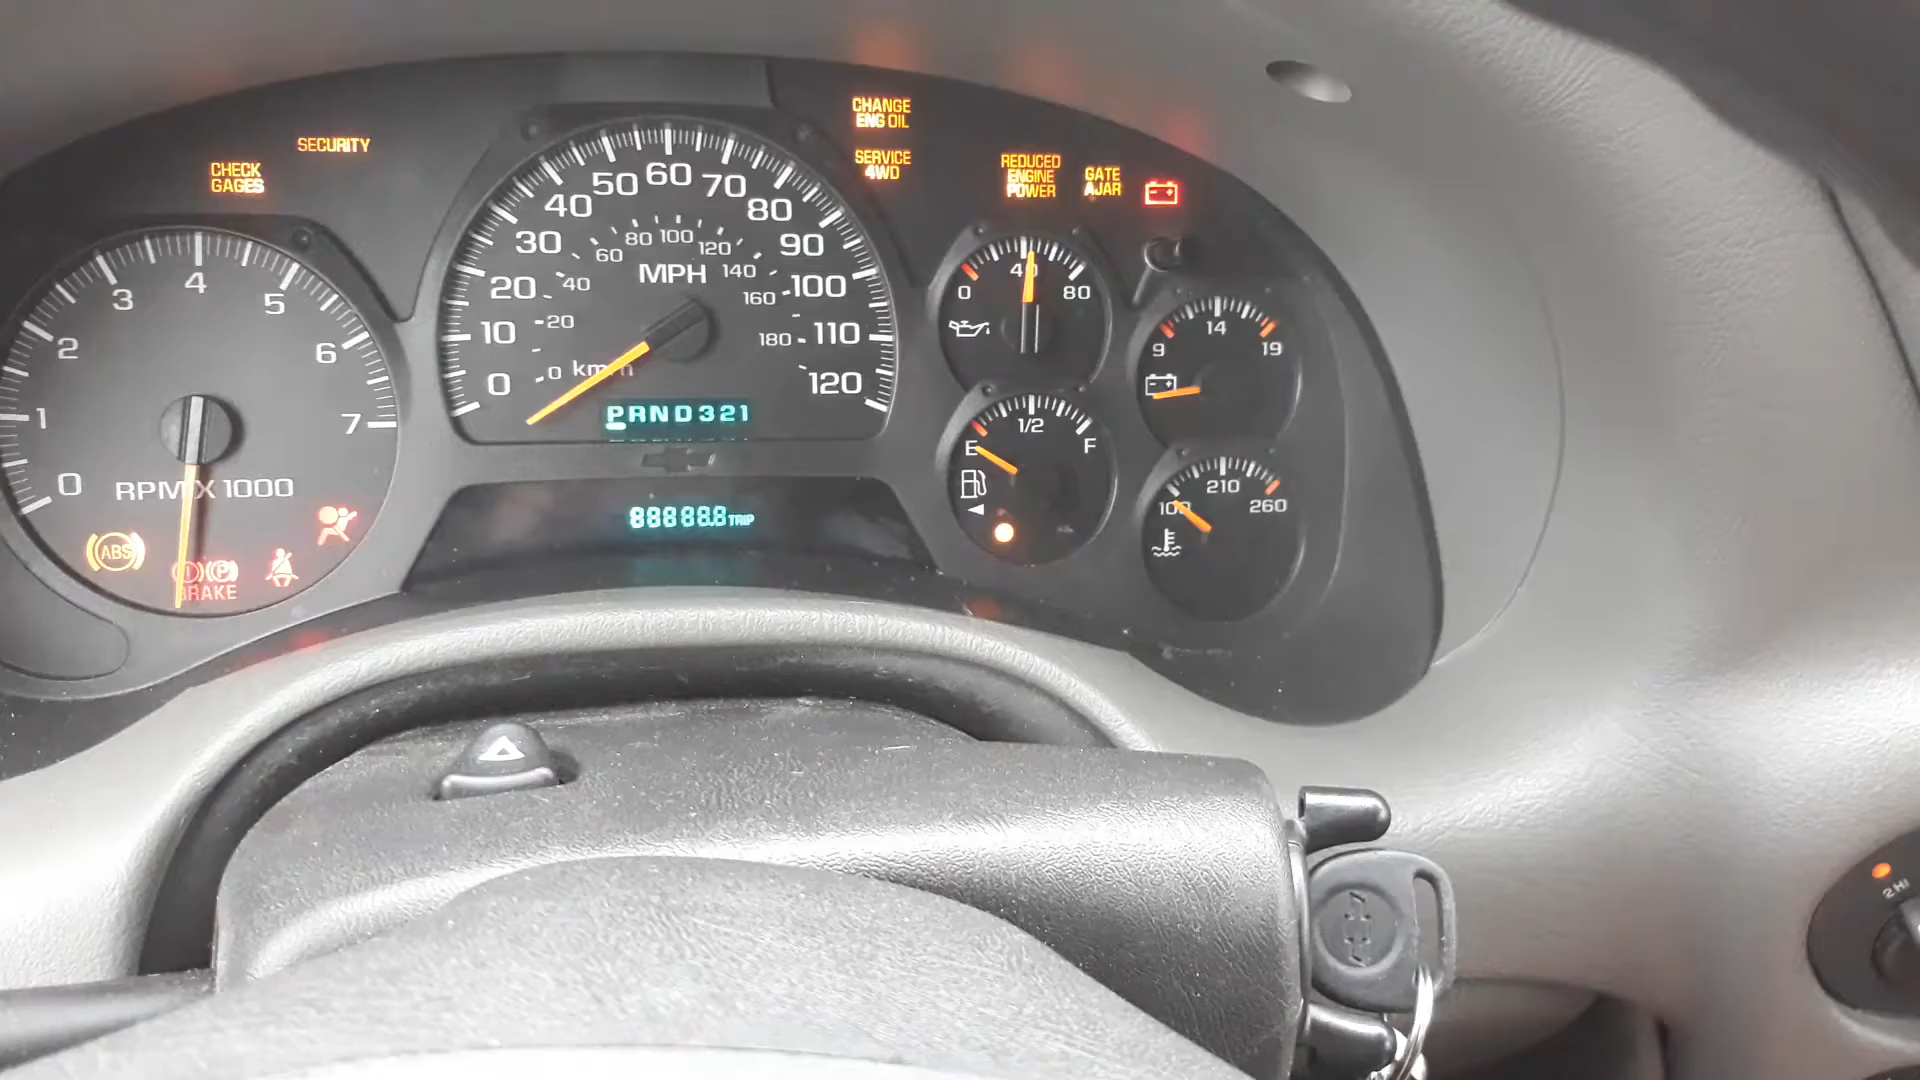 CHECK
GAGES
SECURITY
CHANGE
ENG OIL
SERVICE
4WD
REDUCED
ENGINE
POWER
GATE
AJAR
0
1
2
3
4
5
6
7
RPM X 1000
ABS
BRAKE
0
10
20
30
40
50
60
70
80
90
100
110
120
MPH
0
20
40
60
80
100
120
140
160
180
km/h
PRND321
88888.8 TRIP
0
40
80
9
14
19
E
1/2
F
100
210
260
2HI